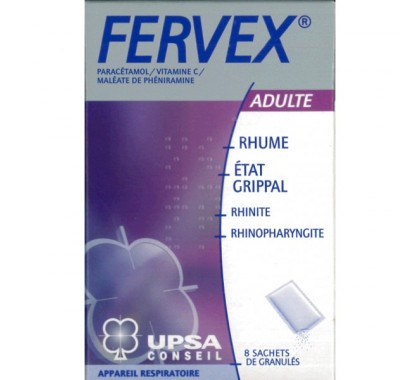 FERVEX®
PARACÉTAMOL/VITAMINE C/
MALÉATE DE PHÉNIRAMINE
ADULTE
RHUME
ÉTAT
GRIPPAL
RHINITE
RHINOPHARYNGITE
UPSA
CONSEIL
8 SACHETS
DE GRANULÉS
APPAREIL RESPIRATOIRE